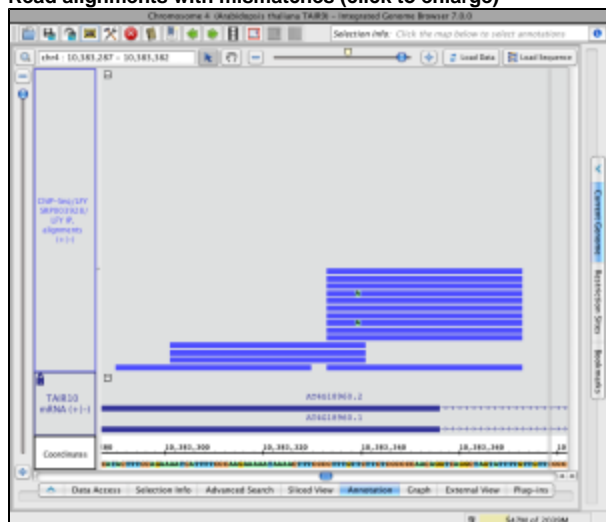 Read alignments with mismatches (click to enlarge)
Chromosome 4 (Arabidopsis thaliana TAIR9) - Integrated Genome Browser 7.0.0
Selection Info: Click the map below to select annotations
chr4 : 10,383,287 - 10,383,382
Load Data
Load Sequence
ChIP-Seq/LFY
SRP003928/
LFY IP,
alignments
(+)(-)
Current Genome
Restriction Sites
Bookmarks
TAIR10
mRNA (+)(-)
AT4G18960.2
AT4G18960.1
Coordinates
10,383,300
10,383,320
10,383,340
10,383,360
Data Access
Selection Info
Advanced Search
Sliced View
Annotation
Graph
External View
Plug-ins